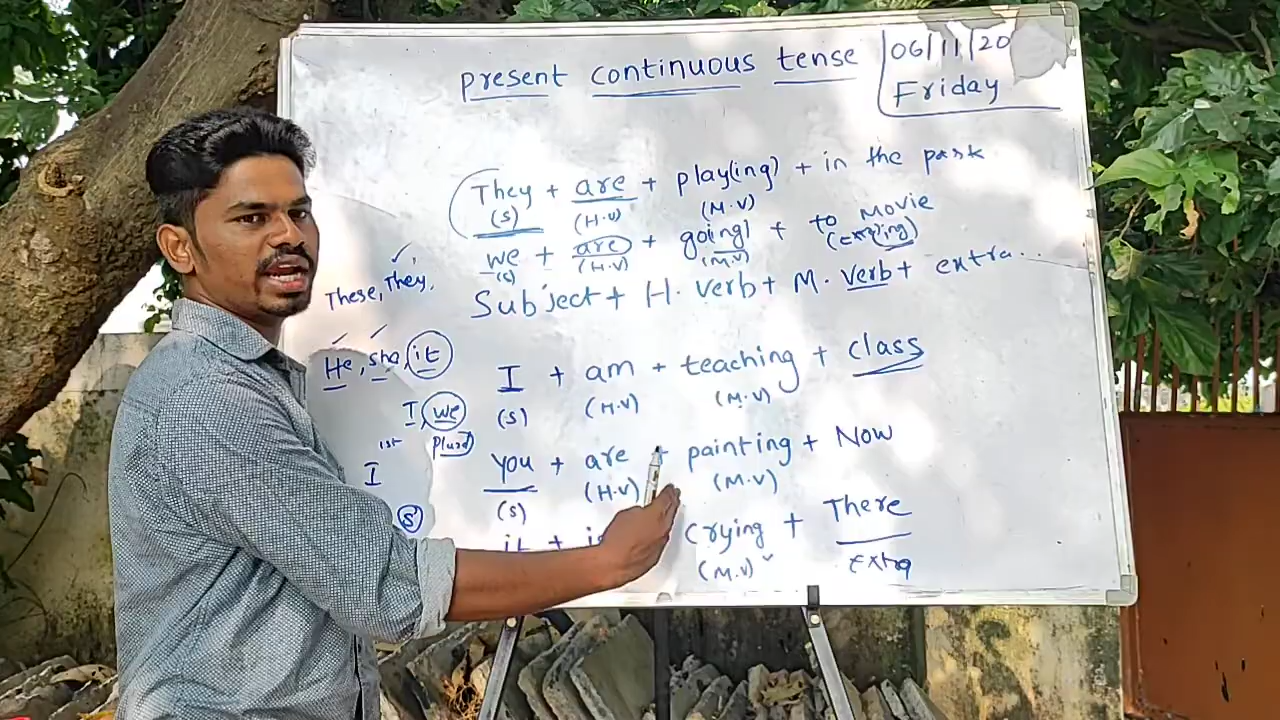 present continuous tense
06/11/20
Friday
They + are + play(ing) + in the park
(S) (H.V) (M.V)
we + are + going) + to Movie
(S) (H.V) (M.V)
Subject + H. verb + M. verb + extra...
These, They,
He, she, it
I + am + teaching + class
(S) (H.V) (M.V)
I, we
1st
I
(S)
you + are + painting + Now
(S) (H.V) (M.V)
it + crying + There
(M.V) Extra